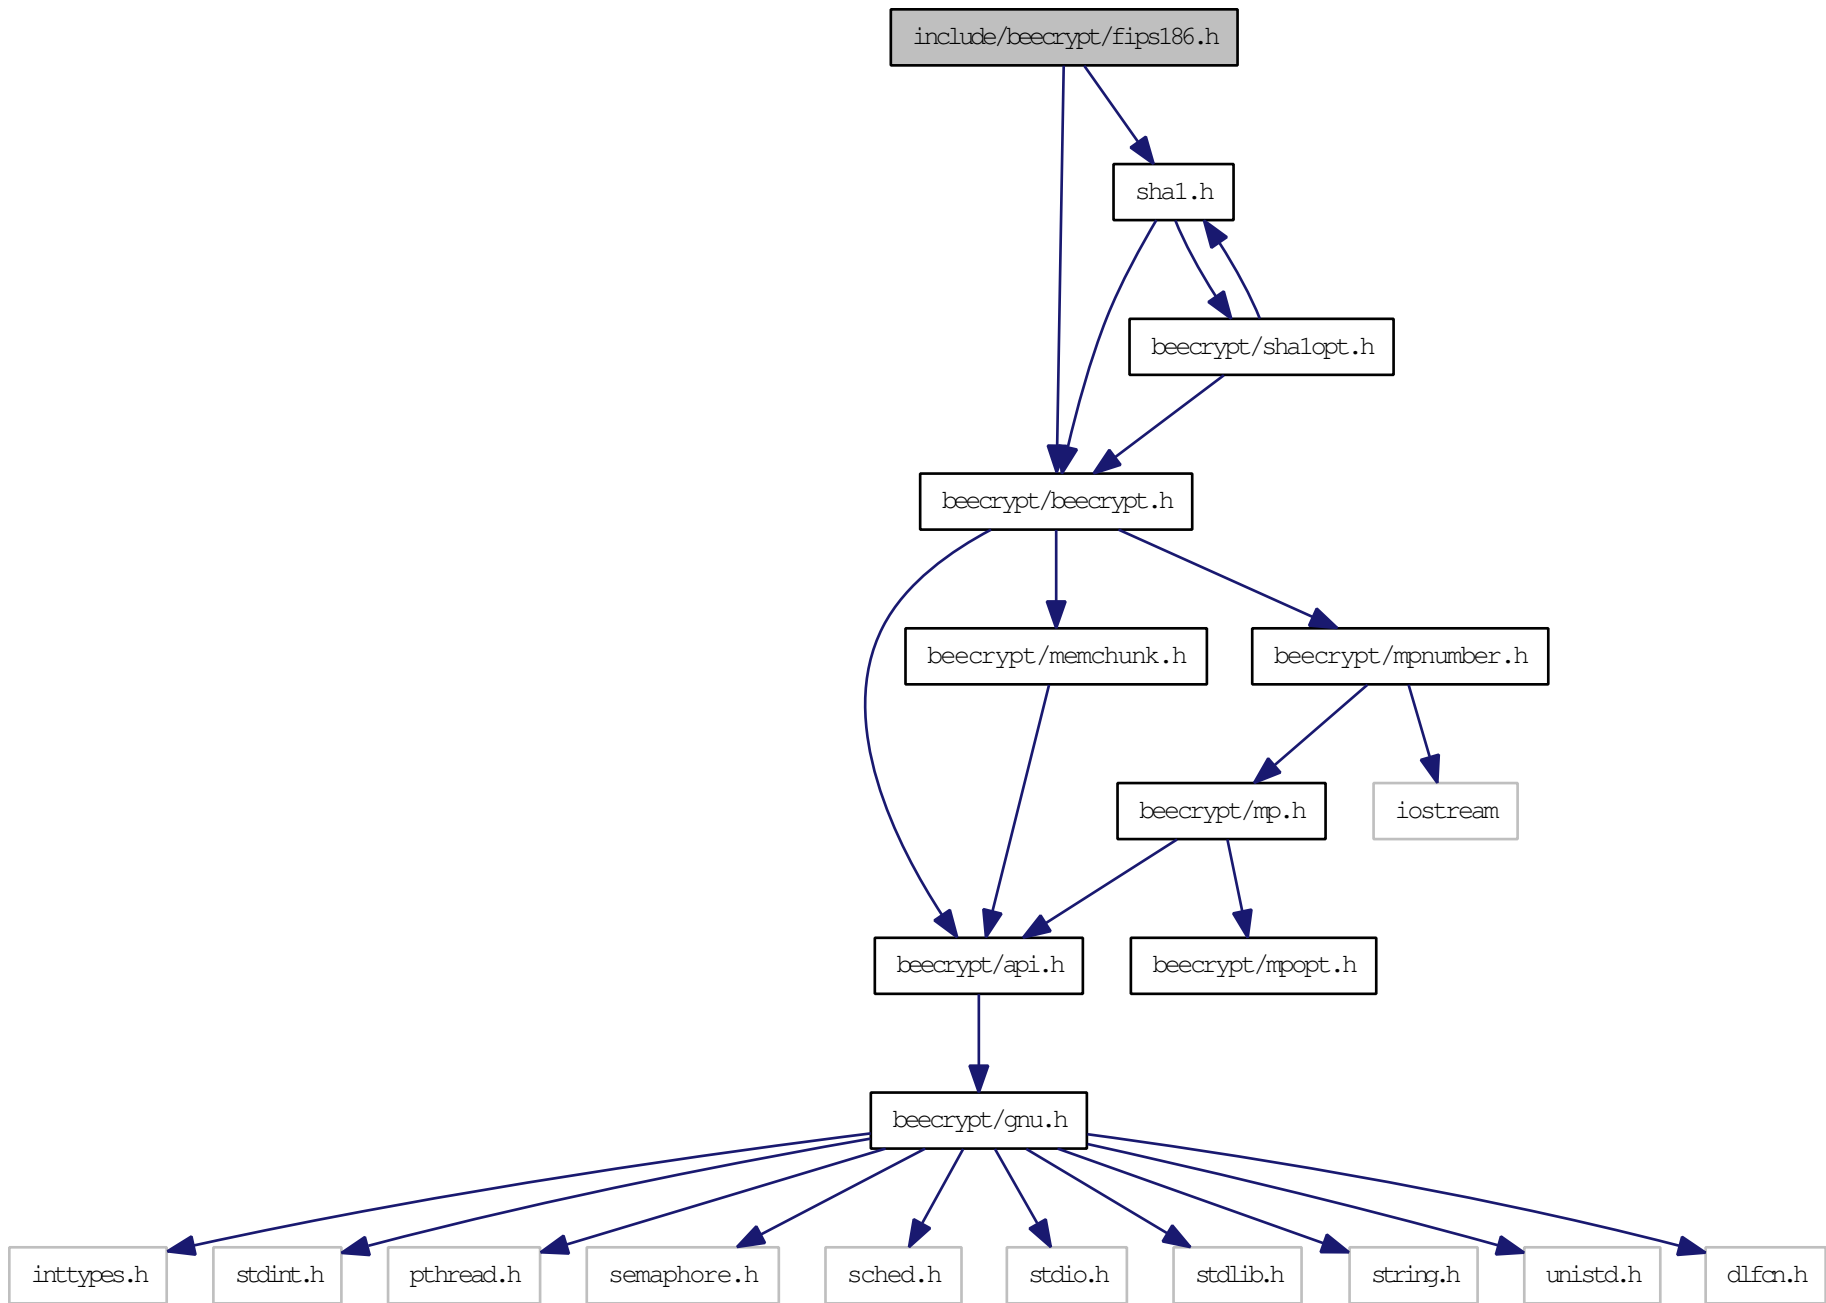 include/beecrypt/fips186.h
sha1.h
beecrypt/sha1opt.h
beecrypt/beecrypt.h
beecrypt/memchunk.h
beecrypt/mpnumber.h
beecrypt/mp.h
iostream
beecrypt/api.h
beecrypt/mpopt.h
beecrypt/gnu.h
inttypes.h
stdint.h
pthread.h
semaphore.h
sched.h
stdio.h
stdlib.h
string.h
unistd.h
dlfcn.h